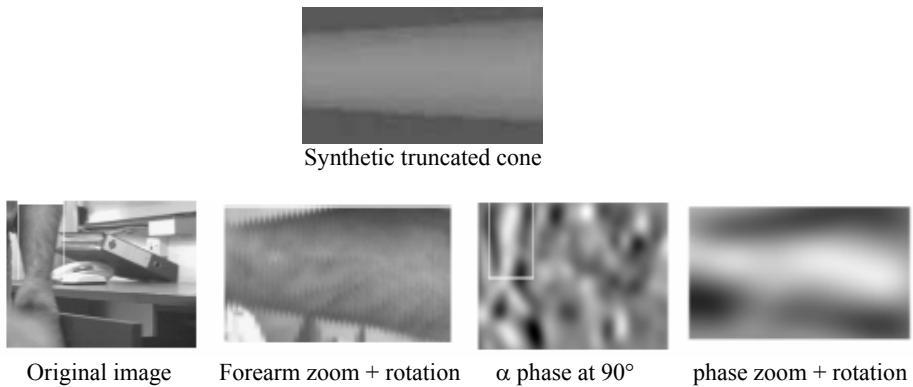 Synthetic truncated cone
Original image
Forearm zoom + rotation
α phase at 90°
phase zoom + rotation